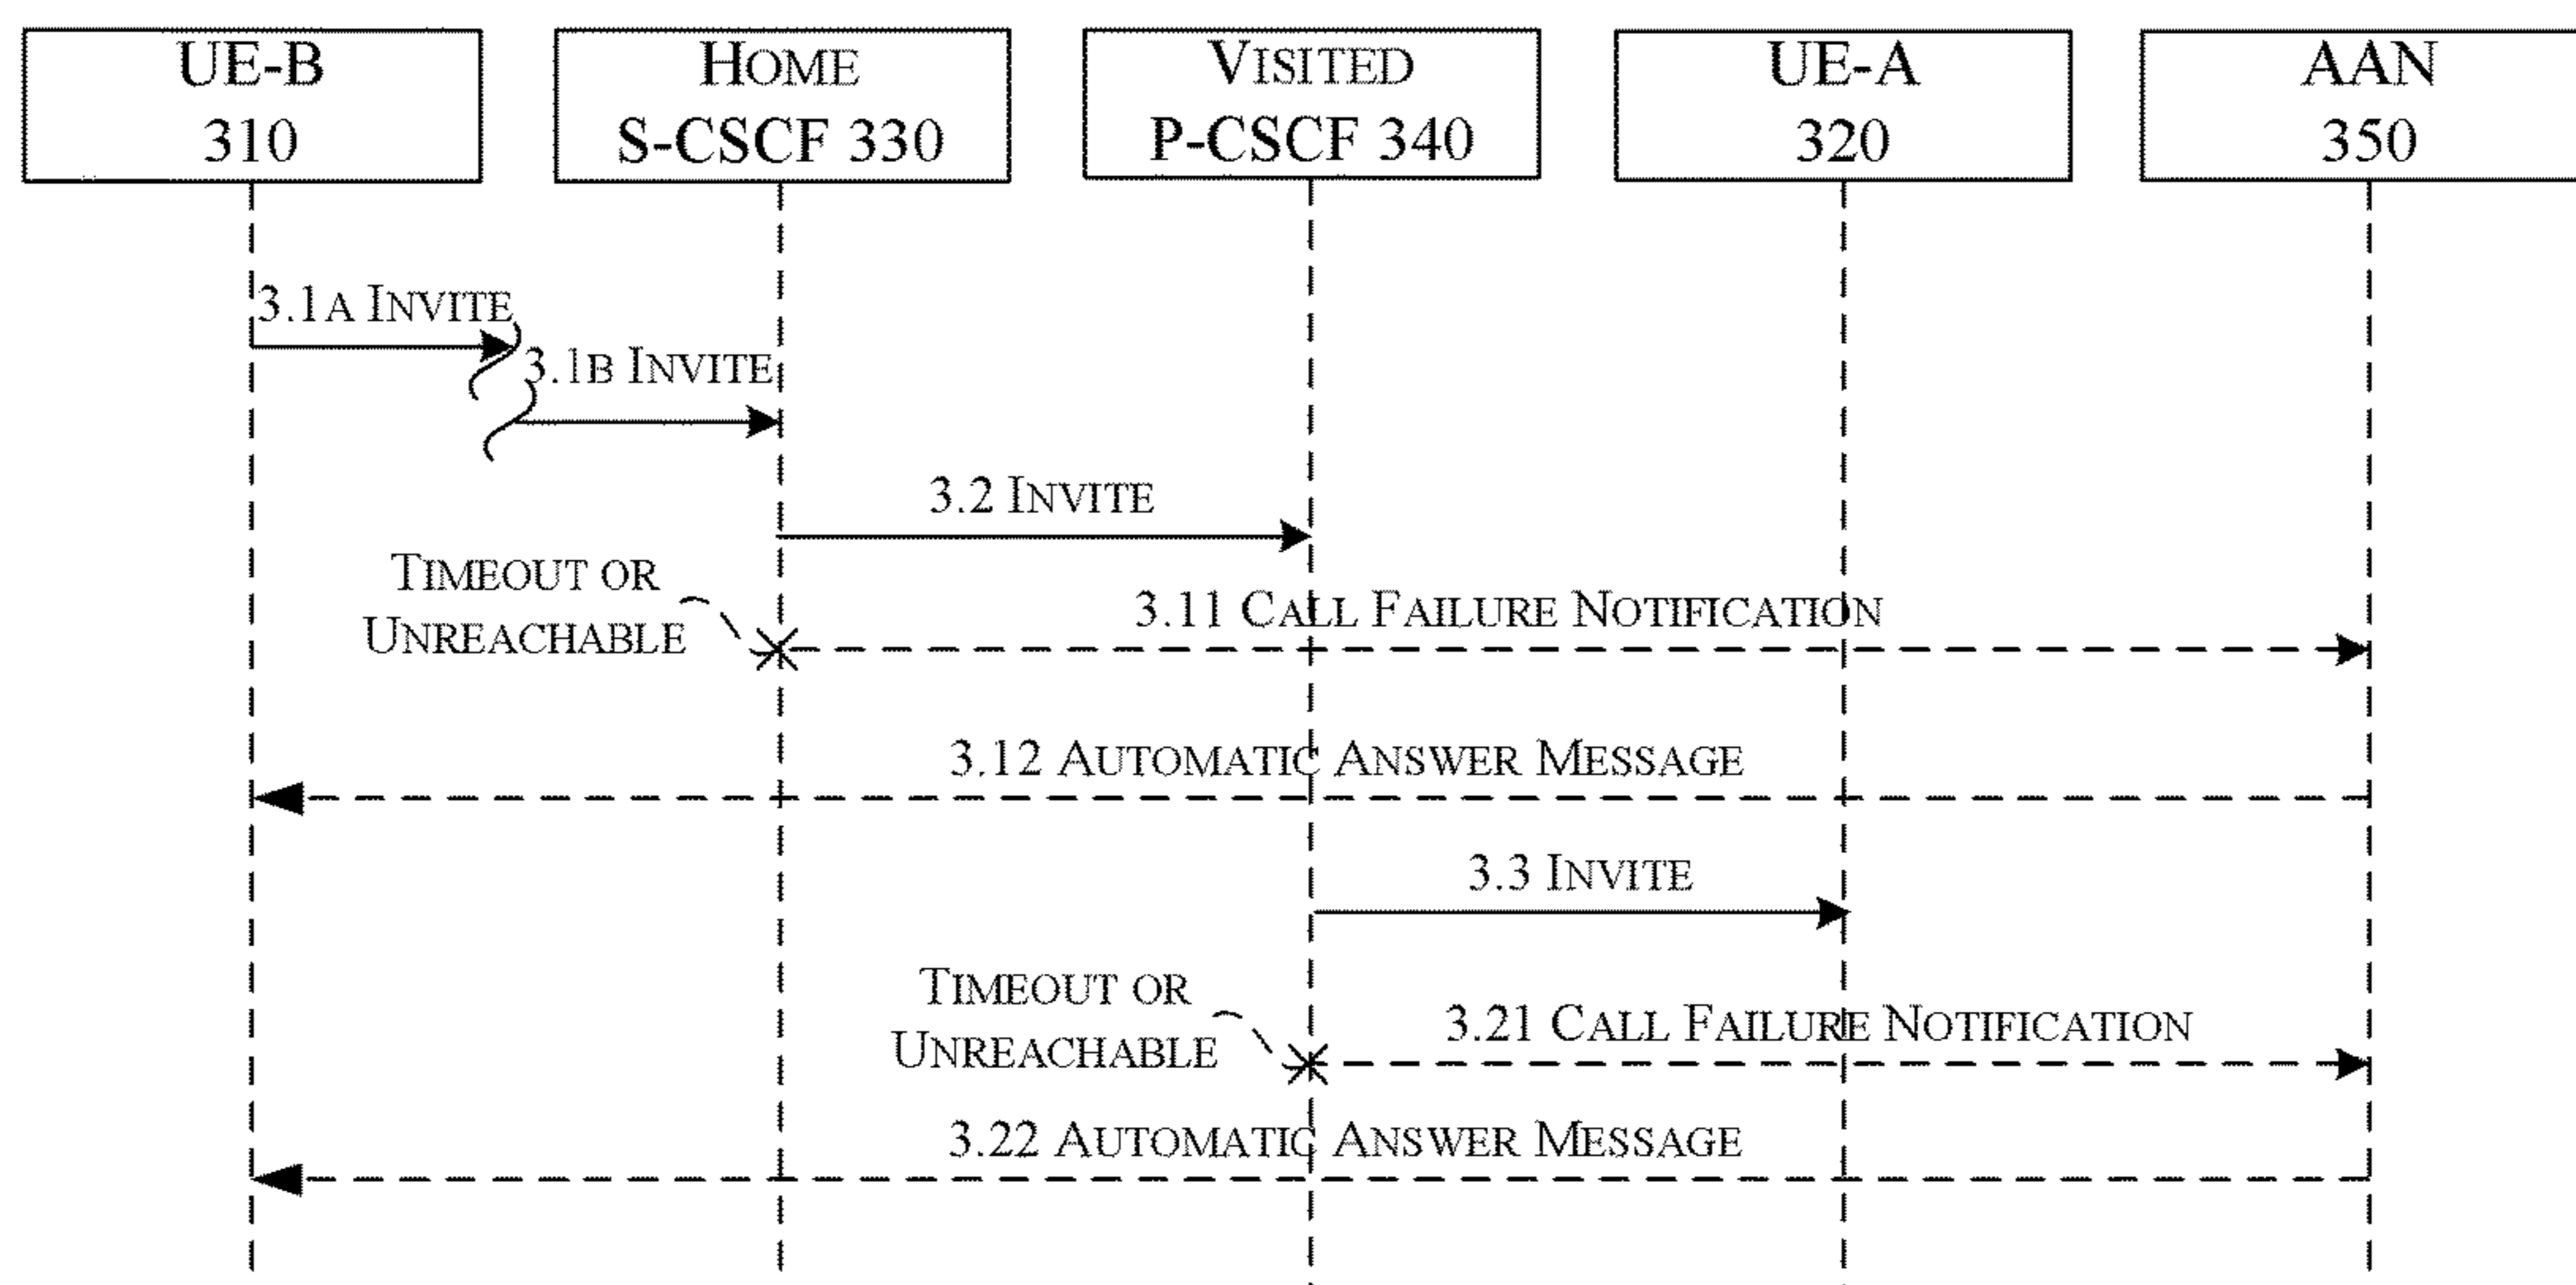 UE-B
310
HOME
S-CSCF 330
VISITED
P-CSCF 340
UE-A
320
AAN
350
3.1A INVITE
3.1B INVITE
3.2 INVITE
TIMEOUT OR
UNREACHABLE
3.11 CALL FAILURE NOTIFICATION
3.12 AUTOMATIC ANSWER MESSAGE
3.3 INVITE
TIMEOUT OR
UNREACHABLE
3.21 CALL FAILURE NOTIFICATION
3.22 AUTOMATIC ANSWER MESSAGE